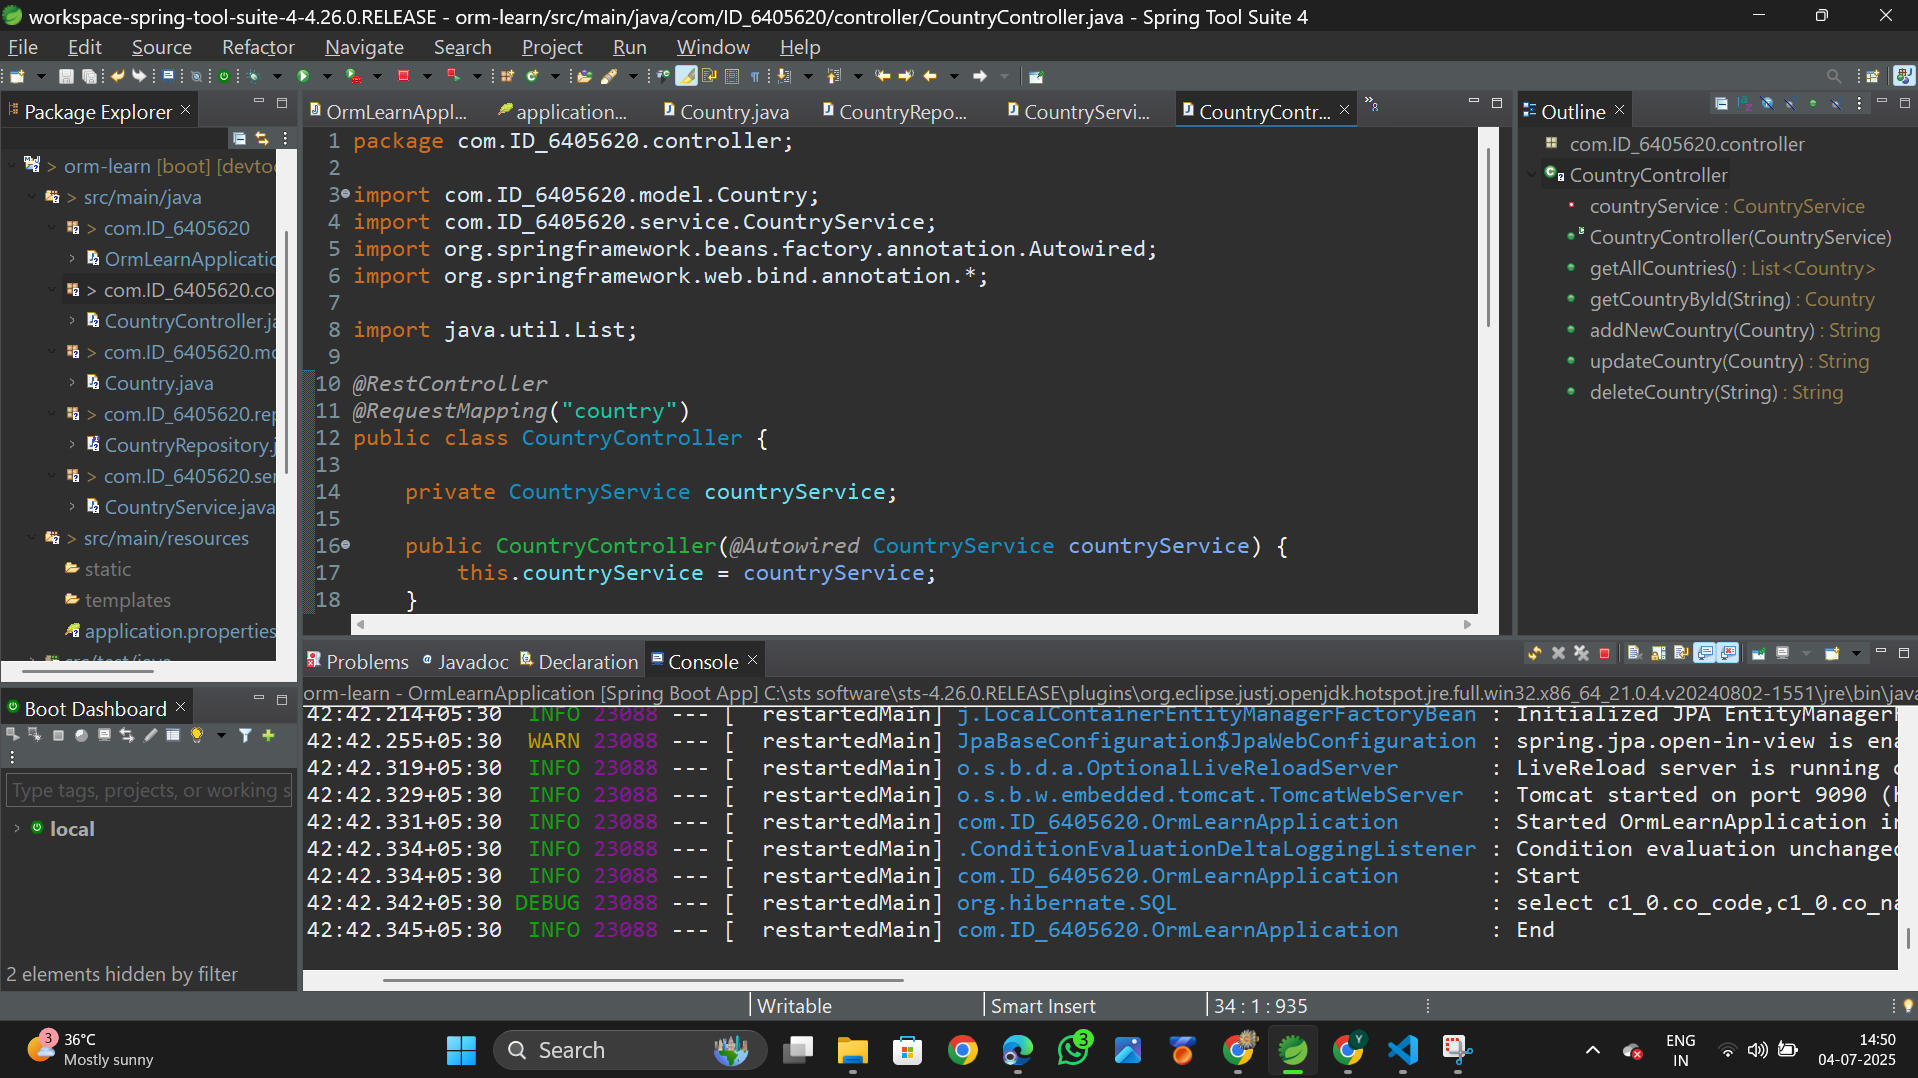 workspace-spring-tool-suite-4-4.26.0.RELEASE - orm-learn/src/main/java/com/ID_6405620/controller/CountryController.java - Spring Tool Suite 4
File Edit Source Refactor Navigate Search Project Run Window Help
Package Explorer
> orm-learn [boot] [devtoo
> src/main/java
> com.ID_6405620
OrmLearnApplicatio
> com.ID_6405620.co
CountryController.ja
> com.ID_6405620.mo
Country.java
> com.ID_6405620.rep
CountryRepository.j
> com.ID_6405620.ser
CountryService.java
> src/main/resources
static
templates
application.properties
src/test/java
OrmLearnAppl... application... Country.java CountryRepo... CountryServi... CountryContr... »8
1 package com.ID_6405620.controller;
2
3 import com.ID_6405620.model.Country;
4 import com.ID_6405620.service.CountryService;
5 import org.springframework.beans.factory.annotation.Autowired;
6 import org.springframework.web.bind.annotation.*;
7
8 import java.util.List;
9
10 @RestController
11 @RequestMapping("country")
12 public class CountryController {
13
14 private CountryService countryService;
15
16 public CountryController(@Autowired CountryService countryService) {
17 this.countryService = countryService;
18 }
Outline
com.ID_6405620.controller
CountryController
countryService : CountryService
CountryController(CountryService)
getAllCountries() : List<Country>
getCountryById(String) : Country
addNewCountry(Country) : String
updateCountry(Country) : String
deleteCountry(String) : String
Boot Dashboard
Type tags, projects, or working s
local
2 elements hidden by filter
Problems Javadoc Declaration Console
orm-learn - OrmLearnApplication [Spring Boot App] C:\sts software\sts-4.26.0.RELEASE\plugins\org.eclipse.justj.openjdk.hotspot.jre.full.win32.x86_64_21.0.4.v20240802-1551\jre\bin\java
42:42.214+05:30 INFO 23088 --- [ restartedMain] j.LocalContainerEntityManagerFactoryBean : Initialized JPA EntityManagerF
42:42.255+05:30 WARN 23088 --- [ restartedMain] JpaBaseConfiguration$JpaWebConfiguration : spring.jpa.open-in-view is ena
42:42.319+05:30 INFO 23088 --- [ restartedMain] o.s.b.d.a.OptionalLiveReloadServer : LiveReload server is running o
42:42.329+05:30 INFO 23088 --- [ restartedMain] o.s.b.w.embedded.tomcat.TomcatWebServer : Tomcat started on port 9090 (h
42:42.331+05:30 INFO 23088 --- [ restartedMain] com.ID_6405620.OrmLearnApplication : Started OrmLearnApplication in
42:42.334+05:30 INFO 23088 --- [ restartedMain] .ConditionEvaluationDeltaLoggingListener : Condition evaluation unchanged
42:42.334+05:30 INFO 23088 --- [ restartedMain] com.ID_6405620.OrmLearnApplication : Start
42:42.342+05:30 DEBUG 23088 --- [ restartedMain] org.hibernate.SQL : select c1_0.co_code,c1_0.co_na
42:42.345+05:30 INFO 23088 --- [ restartedMain] com.ID_6405620.OrmLearnApplication : End
Writable Smart Insert 34 : 1 : 935
3
36°C
Mostly sunny
Search
3
Y
ENG
IN
14:50
04-07-2025